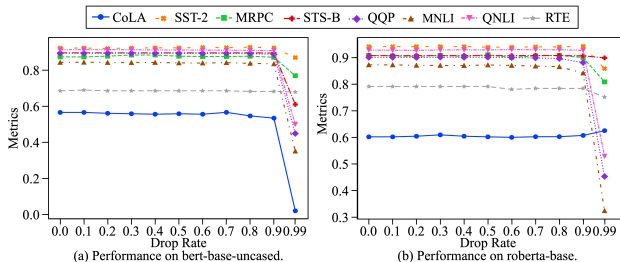 CoLA SST-2 MRPC STS-B QQP MNLI QNLI RTE
Metrics
0.8
0.6
0.4
0.2
0.0
0.0 0.1 0.2 0.3 0.4 0.5 0.6 0.7 0.8 0.9 0.99
Drop Rate
(a) Performance on bert-base-uncased.
Metrics
0.9
0.8
0.7
0.6
0.5
0.4
0.3
0.0 0.1 0.2 0.3 0.4 0.5 0.6 0.7 0.8 0.9 0.99
Drop Rate
(b) Performance on roberta-base.